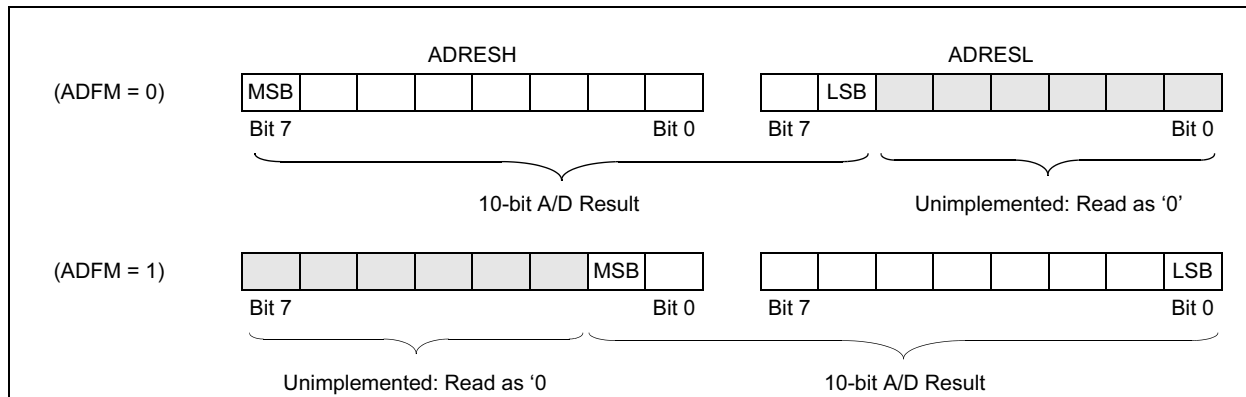 ADRESH ADRESL
(ADFM = 0) MSB LSB
Bit 7 Bit 0 Bit 7 Bit 0
10-bit A/D Result Unimplemented: Read as ‘0’
(ADFM = 1) MSB LSB
Bit 7 Bit 0 Bit 7 Bit 0
Unimplemented: Read as ‘0 10-bit A/D Result